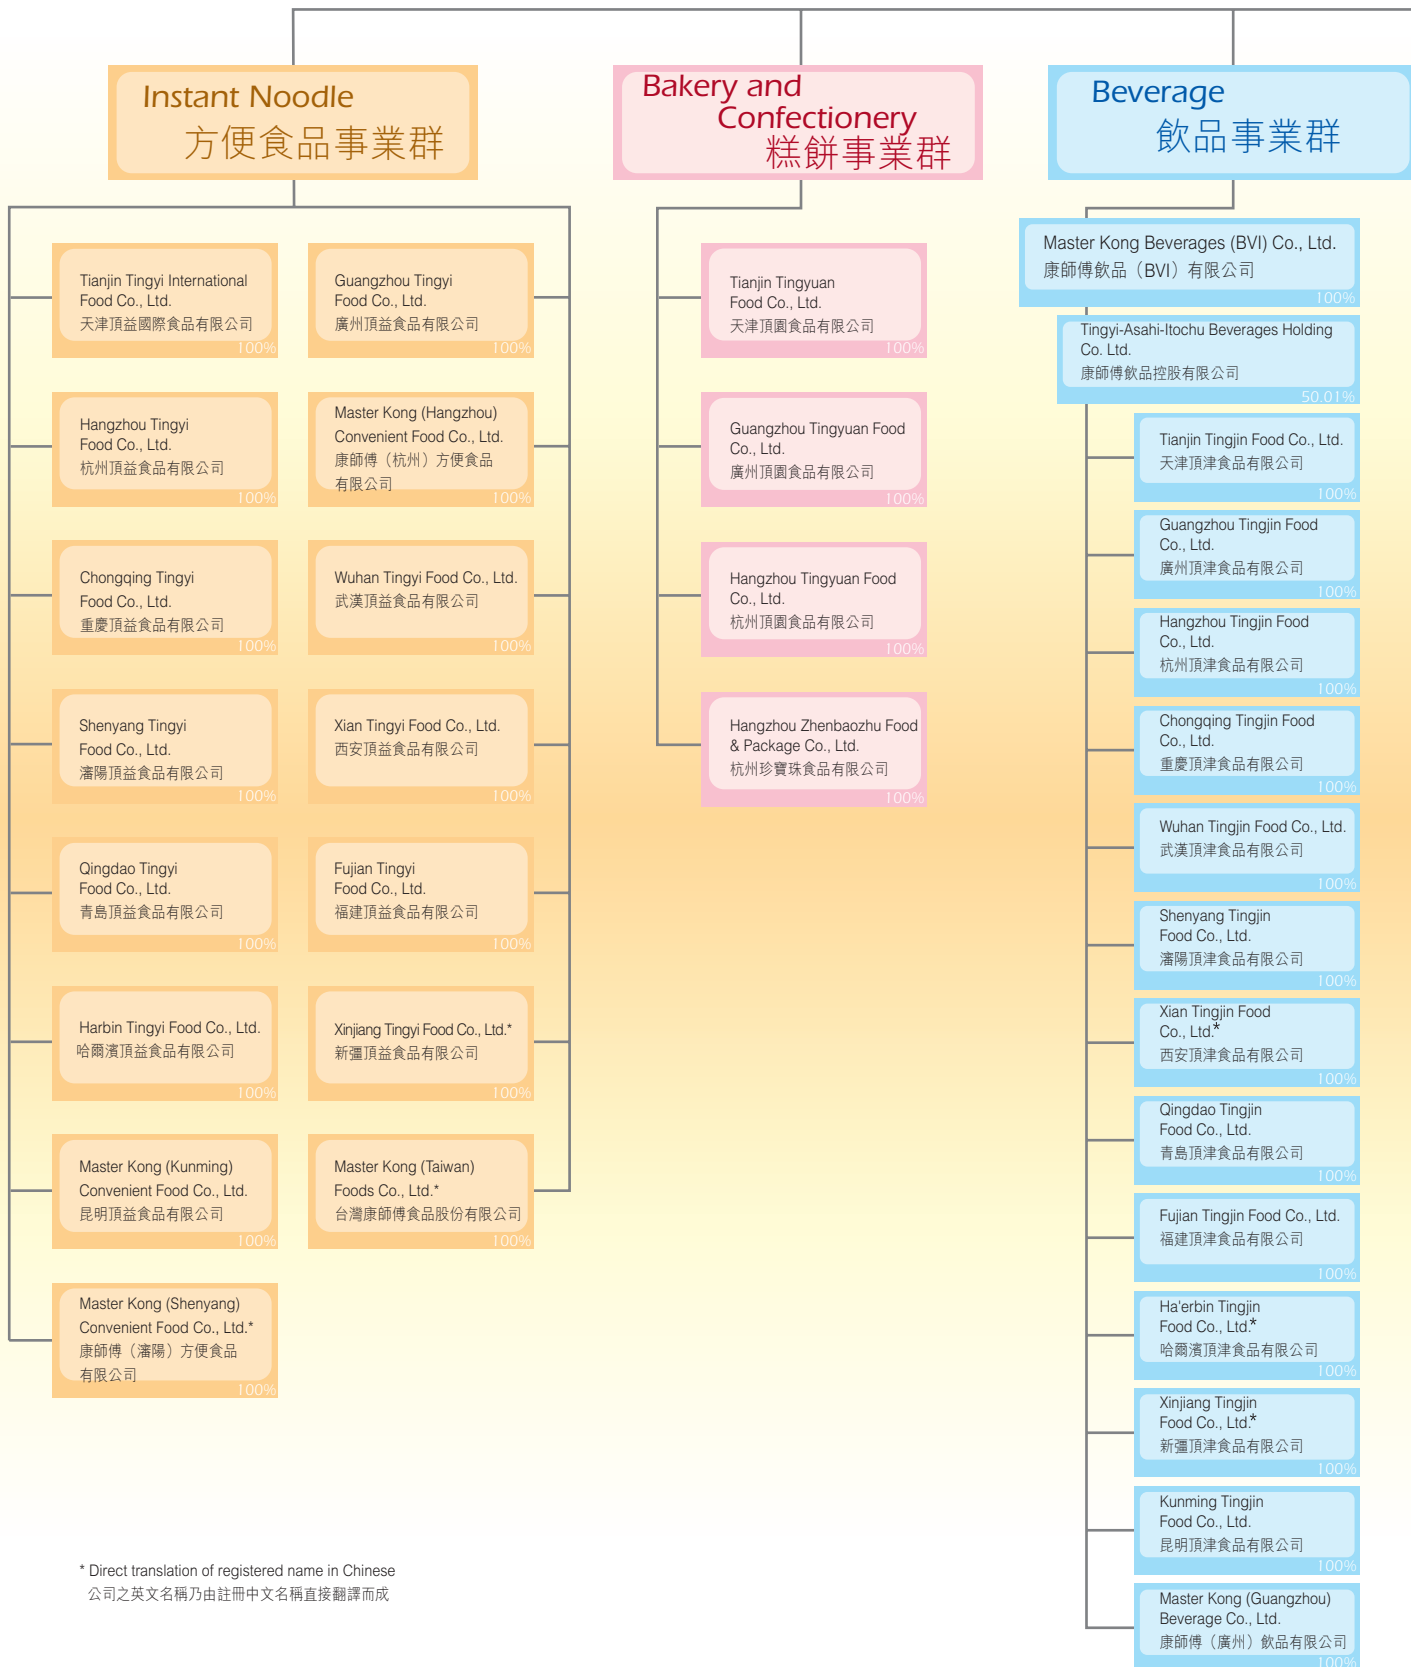 Instant Noodle
方便食品事業群
Tianjin Tingyi International
Food Co., Ltd.
天津頂益國際食品有限公司
100%
Guangzhou Tingyi
Food Co., Ltd.
廣州頂益食品有限公司
100%
Hangzhou Tingyi
Food Co., Ltd.
杭州頂益食品有限公司
100%
Master Kong (Hangzhou)
Convenient Food Co., Ltd.
康師傅（杭州）方便食品
有限公司
100%
Chongqing Tingyi
Food Co., Ltd.
重慶頂益食品有限公司
100%
Wuhan Tingyi Food Co., Ltd.
武漢頂益食品有限公司
100%
Shenyang Tingyi
Food Co., Ltd.
瀋陽頂益食品有限公司
100%
Xian Tingyi Food Co., Ltd.
西安頂益食品有限公司
100%
Qingdao Tingyi
Food Co., Ltd.
青島頂益食品有限公司
100%
Fujian Tingyi
Food Co., Ltd.
福建頂益食品有限公司
100%
Harbin Tingyi Food Co., Ltd.
哈爾濱頂益食品有限公司
100%
Xinjiang Tingyi Food Co., Ltd.*
新彊頂益食品有限公司
100%
Master Kong (Kunming)
Convenient Food Co., Ltd.
昆明頂益食品有限公司
100%
Master Kong (Taiwan)
Foods Co., Ltd.*
台灣康師傅食品股份有限公司
100%
Master Kong (Shenyang)
Convenient Food Co., Ltd.*
康師傅（瀋陽）方便食品
有限公司
100%
Bakery and
Confectionery
糕餅事業群
Tianjin Tingyuan
Food Co., Ltd.
天津頂園食品有限公司
100%
Guangzhou Tingyuan Food
Co., Ltd.
廣州頂園食品有限公司
100%
Hangzhou Tingyuan Food
Co., Ltd.
杭州頂園食品有限公司
100%
Hangzhou Zhenbaozhu Food
& Package Co., Ltd.
杭州珍寶珠食品有限公司
100%
Beverage
飲品事業群
Master Kong Beverages (BVI) Co., Ltd.
康師傅飲品（BVI）有限公司
100%
Tingyi-Asahi-Itochu Beverages Holding
Co. Ltd.
康師傅飲品控股有限公司
50.01%
Tianjin Tingjin Food Co., Ltd.
天津頂津食品有限公司
100%
Guangzhou Tingjin Food
Co., Ltd.
廣州頂津食品有限公司
100%
Hangzhou Tingjin Food
Co., Ltd.
杭州頂津食品有限公司
100%
Chongqing Tingjin Food
Co., Ltd.
重慶頂津食品有限公司
100%
Wuhan Tingjin Food Co., Ltd.
武漢頂津食品有限公司
100%
Shenyang Tingjin
Food Co., Ltd.
瀋陽頂津食品有限公司
100%
Xian Tingjin Food
Co., Ltd.*
西安頂津食品有限公司
100%
Qingdao Tingjin
Food Co., Ltd.
青島頂津食品有限公司
100%
Fujian Tingjin Food Co., Ltd.
福建頂津食品有限公司
100%
Ha'erbin Tingjin
Food Co., Ltd.*
哈爾濱頂津食品有限公司
100%
Xinjiang Tingjin
Food Co., Ltd.*
新彊頂津食品有限公司
100%
Kunming Tingjin
Food Co., Ltd.
昆明頂津食品有限公司
100%
Master Kong (Guangzhou)
Beverage Co., Ltd.
康師傅（廣州）飲品有限公司
100%
* Direct translation of registered name in Chinese
公司之英文名稱乃由註冊中文名稱直接翻譯而成